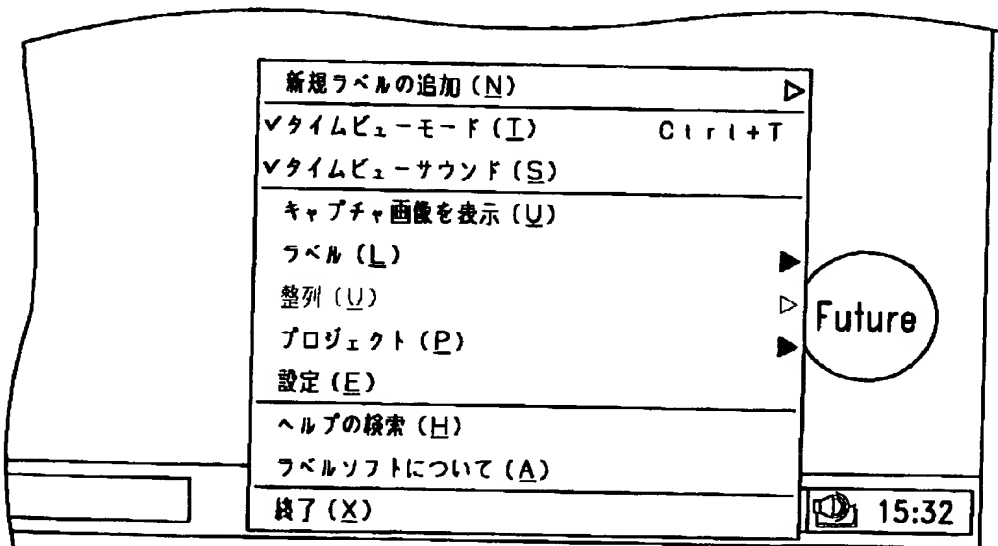 新規ラベルの追加(N)
✓タイムビューモード(T) Ctrl+T
✓タイムビューサウンド(S)
キャプチャ画像を表示(U)
ラベル(L)
整列(U)
プロジェクト(P)
設定(E)
Future
ヘルプの検索(H)
ラベルソフトについて(A)
終了(X)
15:32